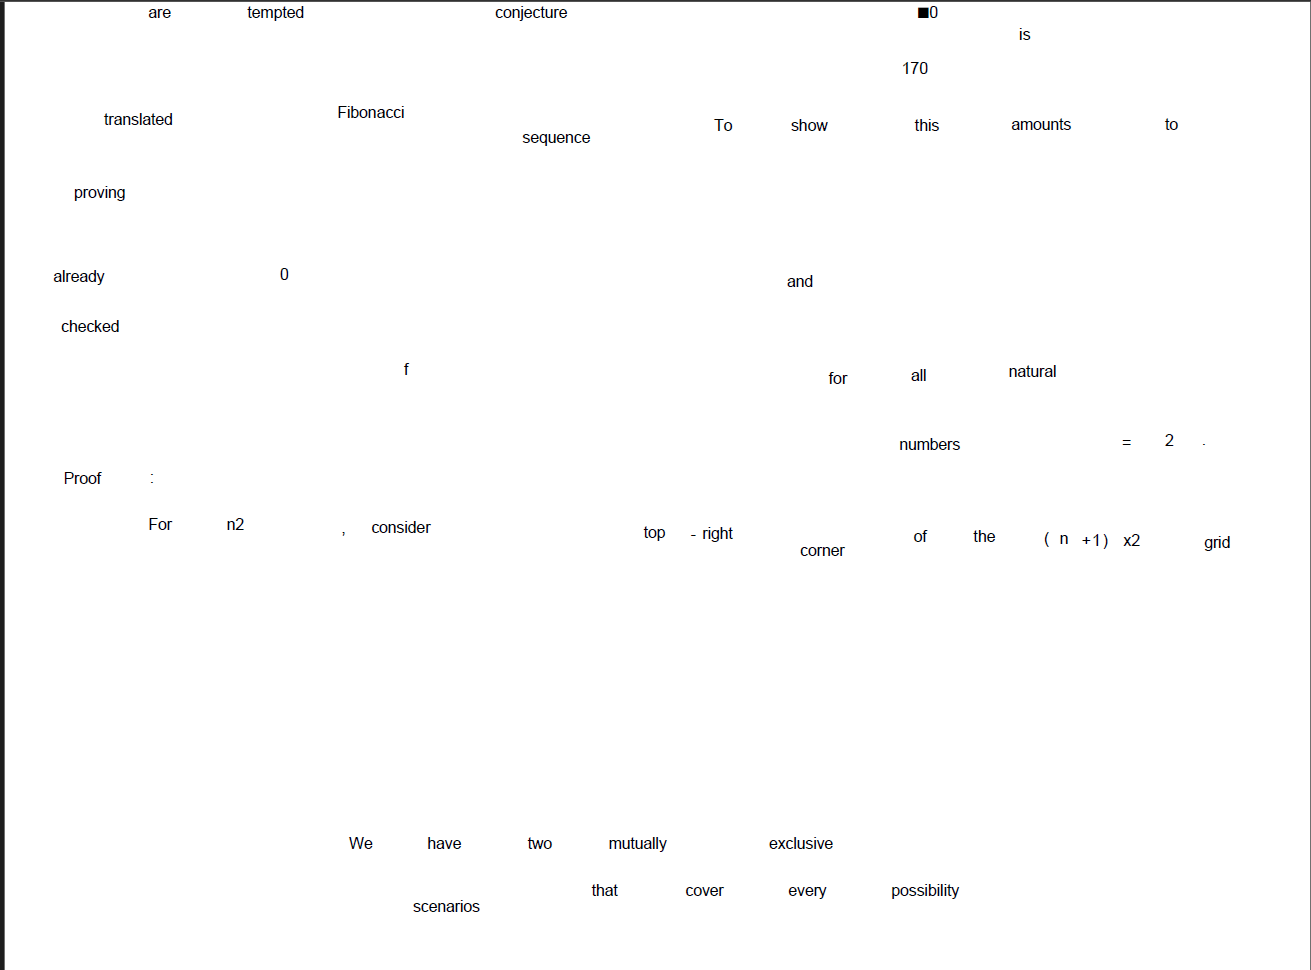 are tempted conjecture ■0
is
170
translated Fibonacci sequence To show this amounts to
proving
already 0 and
checked
f for all natural
numbers = 2 .
Proof :
For n2 , consider top - right corner of the ( n +1) x2 grid
We have two mutually exclusive
scenarios that cover every possibility